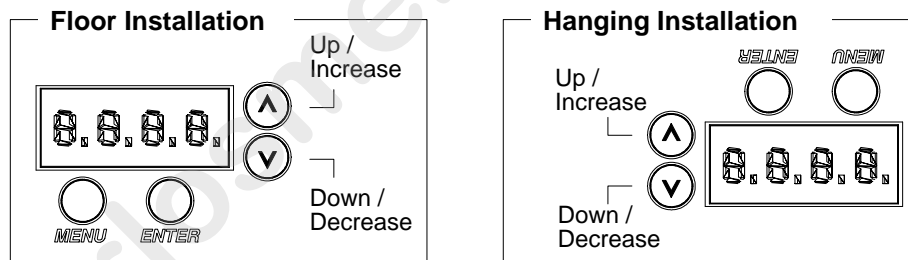 Floor Installation
Up /
Increase
8.8.8.8.
Down /
Decrease
MENU ENTER
Hanging Installation
ENTER MENU
Up /
Increase
8.8.8.8.
Down /
Decrease